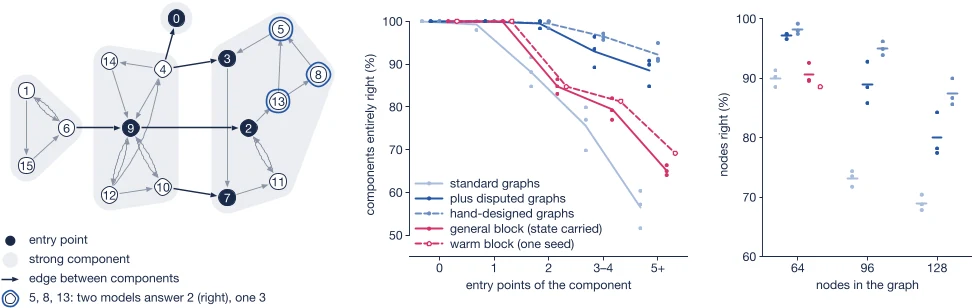 0
5
14
4
3
8
1
13
6
9
2
15
12
10
11
7
entry point
strong component
edge between components
5, 8, 13: two models answer 2 (right), one 3
components entirely right (%)
100
90
80
70
60
50
standard graphs
plus disputed graphs
hand-designed graphs
general block (state carried)
warm block (one seed)
0 1 2 3–4 5+
entry points of the component
nodes right (%)
100
90
80
70
60
64 96 128
nodes in the graph